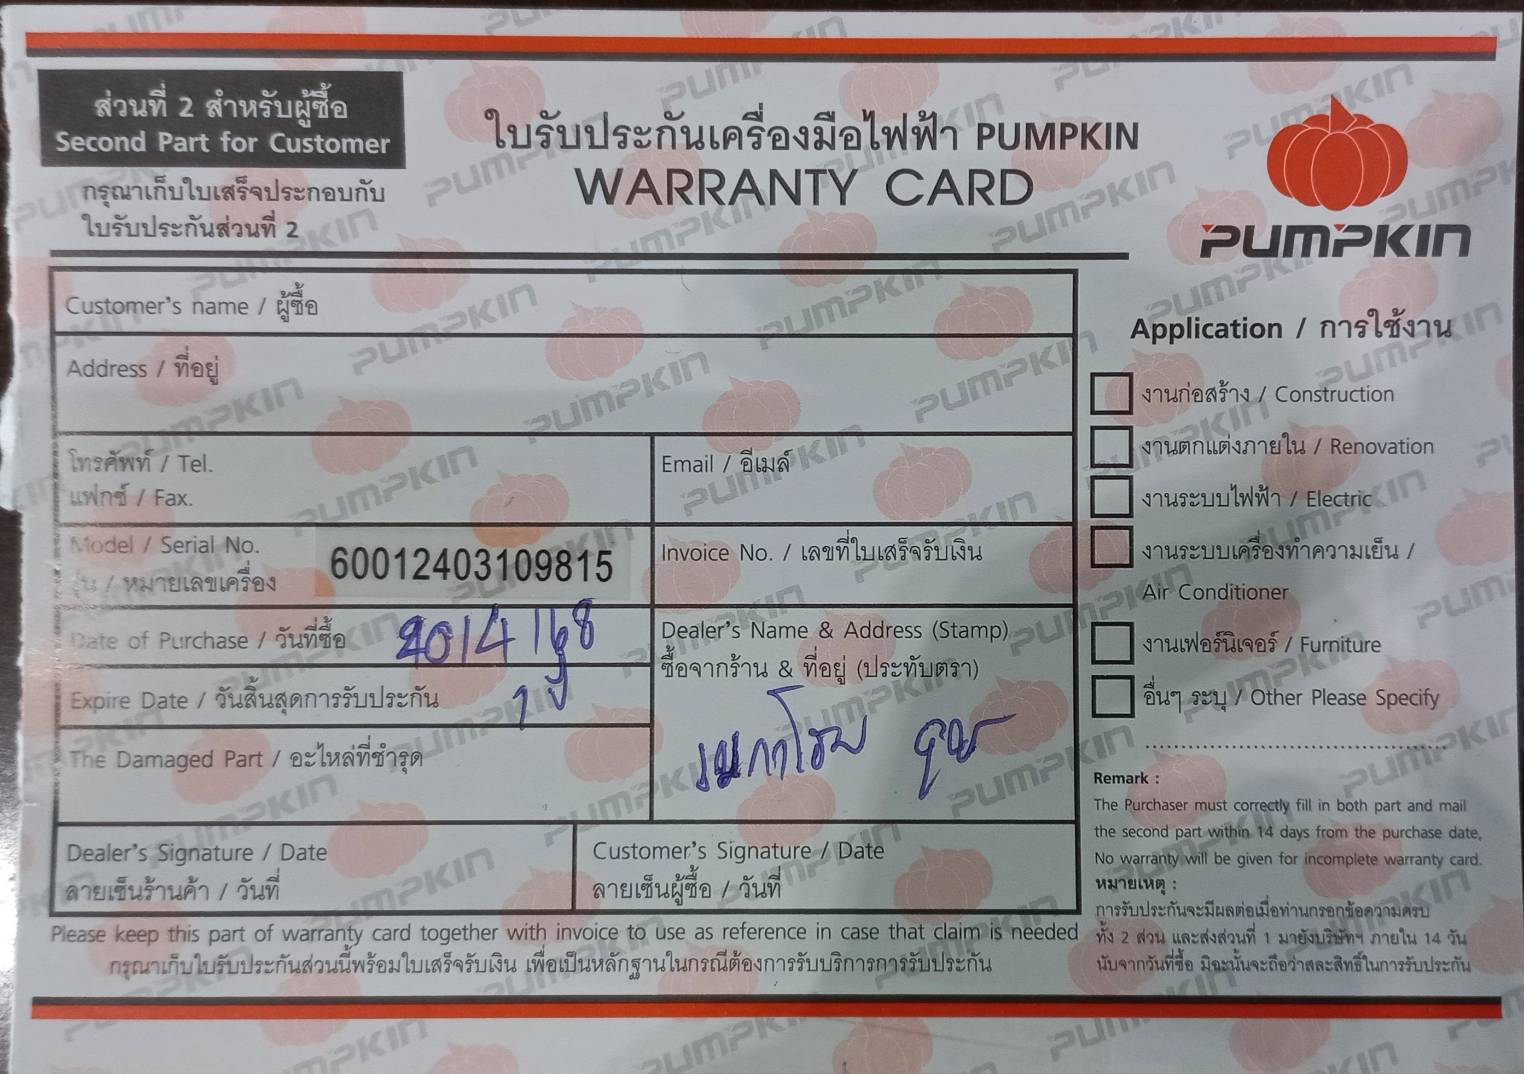 ส่วนที่ 2 สำหรับผู้ซื้อ
Second Part for Customer
กรุณาเก็บใบเสร็จประกอบกับ
ใบรับประกันส่วนที่ 2
ใบรับประกันเครื่องมือไฟฟ้า PUMPKIN
WARRANTY CARD
PUMPKIN
Customer's name / ผู้ซื้อ
Address / ที่อยู่
โทรศัพท์ / Tel.
แฟกซ์ / Fax.
Email / อีเมล์
Model / Serial No.
รุ่น / หมายเลขเครื่อง
60012403109815
Invoice No. / เลขที่ใบเสร็จรับเงิน
Date of Purchase / วันที่ซื้อ 20/4/68
Expire Date / วันสิ้นสุดการรับประกัน 1 ปี
Dealer's Name & Address (Stamp)
ซื้อจากร้าน & ที่อยู่ (ประทับตรา)
The Damaged Part / อะไหล่ที่ชำรุด
Dealer's Signature / Date
ลายเซ็นร้านค้า / วันที่
Customer's Signature / Date
ลายเซ็นผู้ซื้อ / วันที่
Please keep this part of warranty card together with invoice to use as reference in case that claim is needed
กรุณาเก็บใบรับประกันส่วนนี้พร้อมใบเสร็จรับเงิน เพื่อเป็นหลักฐานในกรณีต้องการรับบริการการรับประกัน
Application / การใช้งาน
งานก่อสร้าง / Construction
งานตกแต่งภายใน / Renovation
งานระบบไฟฟ้า / Electric
งานระบบเครื่องทำความเย็น /
Air Conditioner
งานเฟอร์นิเจอร์ / Furniture
อื่นๆ ระบุ / Other Please Specify
Remark :
The Purchaser must correctly fill in both part and mail
the second part within 14 days from the purchase date,
No warranty will be given for incomplete warranty card.
หมายเหตุ :
การรับประกันจะมีผลต่อเมื่อท่านกรอกข้อความครบ
ทั้ง 2 ส่วน และส่งส่วนที่ 1 มายังบริษัทฯ ภายใน 14 วัน
นับจากวันที่ซื้อ มิฉะนั้นจะถือว่าสละสิทธิ์ในการรับประกัน